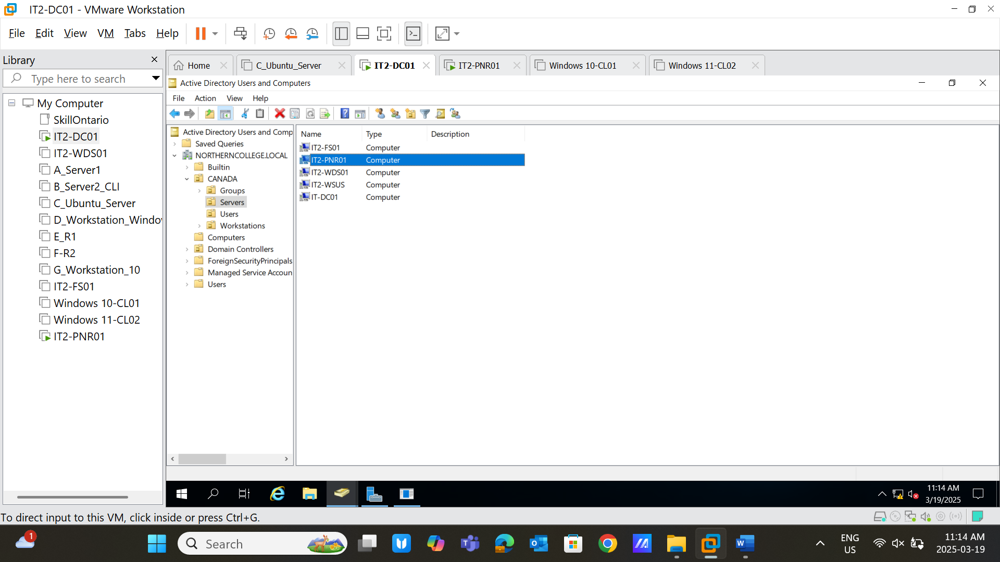 IT2-DC01 - VMware Workstation
File Edit View VM Tabs Help
Library
Type here to search
My Computer
SkillOntario
IT2-DC01
IT2-WDS01
A_Server1
B_Server2_CLI
C_Ubuntu_Server
D_Workstation_Window
E_R1
F-R2
G_Workstation_10
IT2-FS01
Windows 10-CL01
Windows 11-CL02
IT2-PNR01
Home C_Ubuntu_Server IT2-DC01 IT2-PNR01 Windows 10-CL01 Windows 11-CL02
Active Directory Users and Computers
File Action View Help
Active Directory Users and Comp
Saved Queries
NORTHERNCOLLEGE.LOCAL
Builtin
CANADA
Groups
Servers
Users
Workstations
Computers
Domain Controllers
ForeignSecurityPrincipals
Managed Service Accoun
Users
Name Type Description
IT2-FS01 Computer
IT2-PNR01 Computer
IT2-WDS01 Computer
IT2-WSUS Computer
IT-DC01 Computer
11:14 AM
3/19/2025
To direct input to this VM, click inside or press Ctrl+G.
1
Search
ENG
US
11:14 AM
2025-03-19